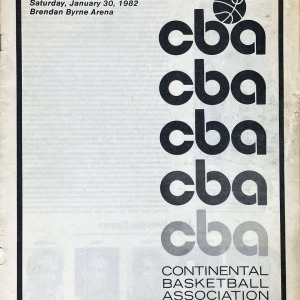 Saturday, January 30, 1982
Brendan Byrne Arena
cba
cba
cba
cba
cba
CONTINENTAL
BASKETBALL
ASSOCIATION